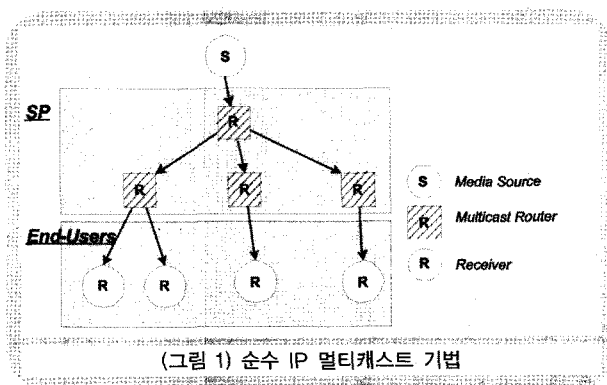 S
SP
R
R R R
End-Users
R R R R
S Media Source
R Multicast Router
R Receiver
(그림 1) 순수 IP 멀티캐스트 기법